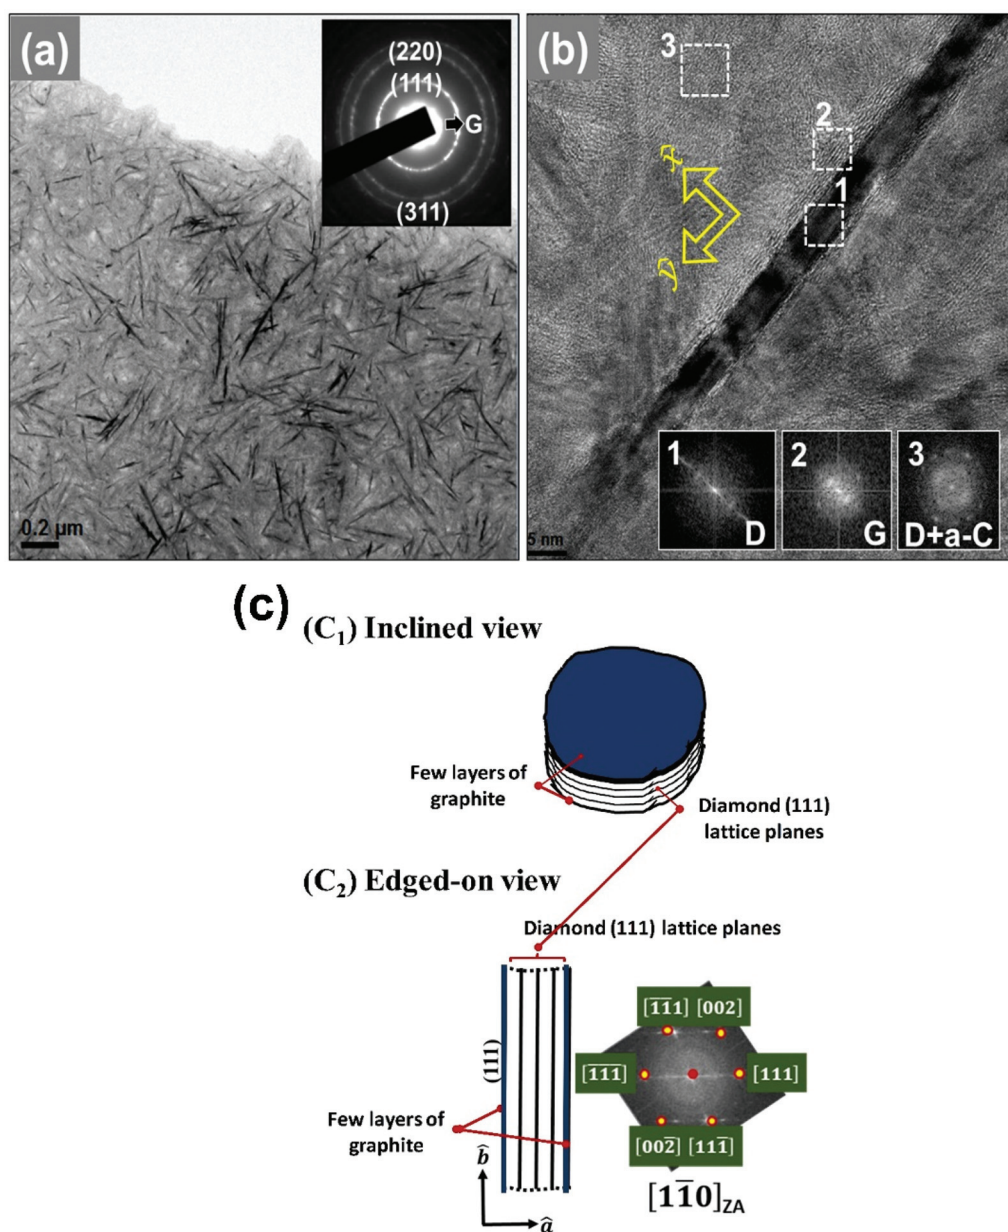 (a)
(220)
(111)
G
(311)
0.2 µm
(b)
3
2
1
x̂
ŷ
1
D
2
G
3
D+a-C
5 nm
(c)
(C₁) Inclined view
Few layers of
graphite
Diamond (111)
lattice planes
(C₂) Edged-on view
Diamond (111) lattice planes
(111)
Few layers of
graphite
b̂
â
[1̅1̅1] [002]
[1̅1̅1̅] [111]
[002̅] [111̅]
[11̅0]ZA